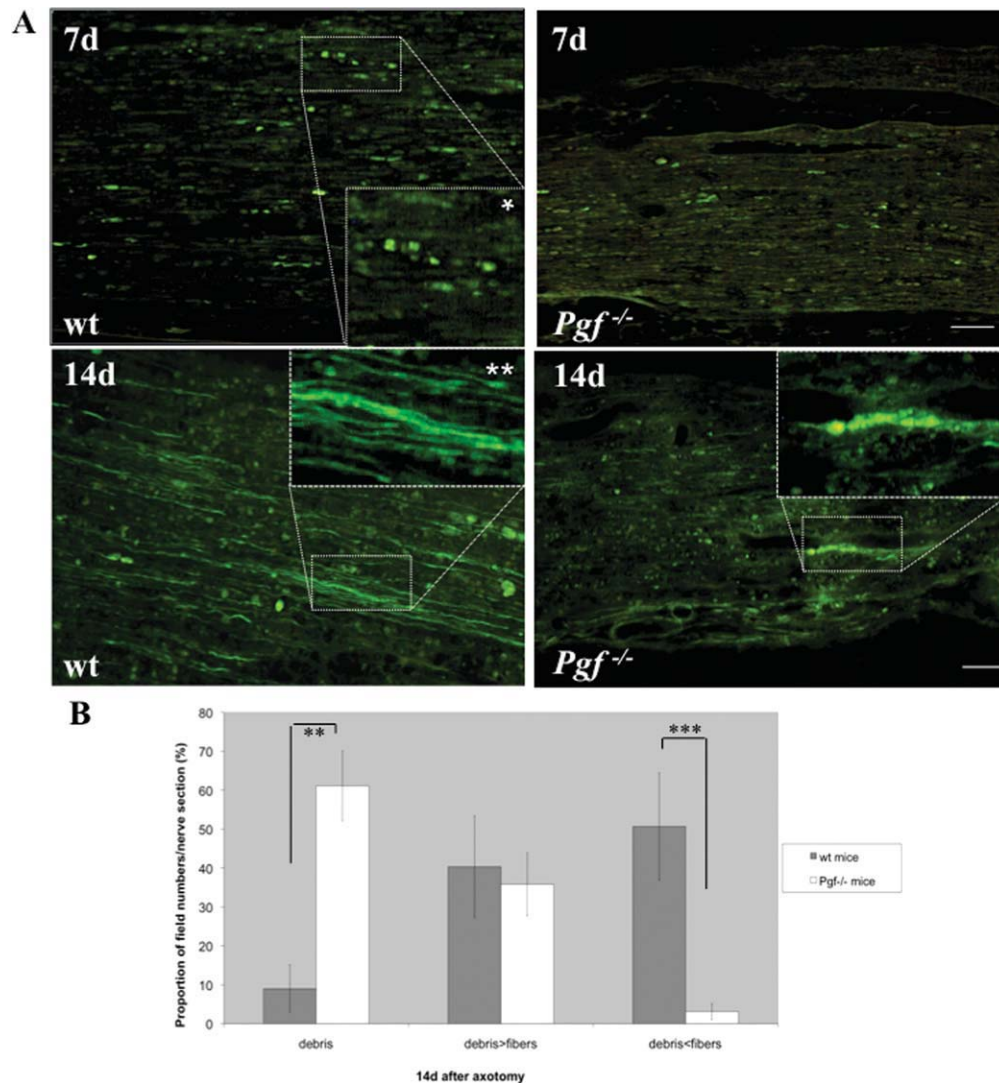 A
7d
*
wt
7d
Pgf -/-
14d
**
wt
14d
Pgf -/-
B
Proportion of field numbers/nerve section (%)
80
70
60
50
40
30
20
10
0
**
***
debris
debris>fibers
debris<fibers
14d after axotomy
wt mice
Pgf-/- mice